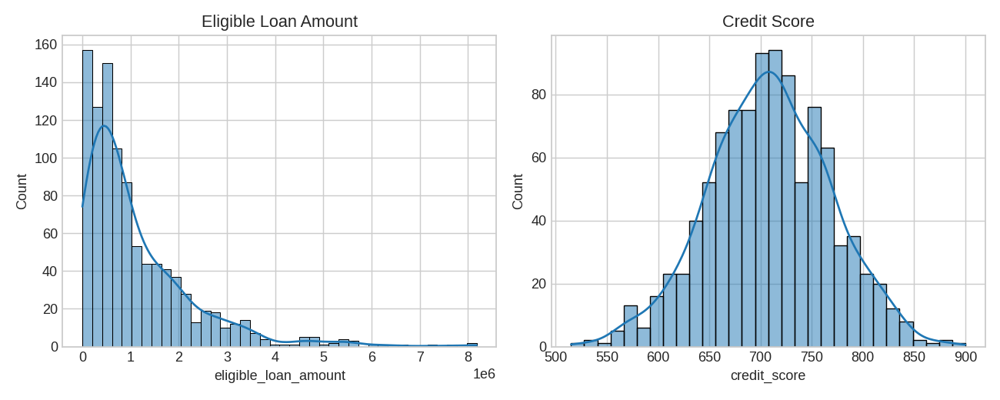 Eligible Loan Amount
Count
160
140
120
100
80
60
40
20
0
0 1 2 3 4 5 6 7 8
1e6
eligible_loan_amount
Credit Score
Count
80
60
40
20
0
500 550 600 650 700 750 800 850 900
credit_score